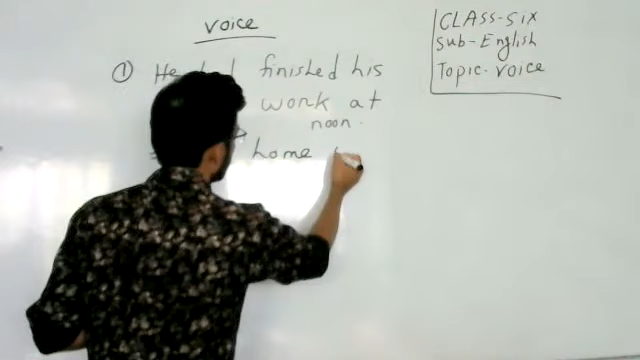 voice
① He had finished his
work at
noon.
home
CLASS-SIX
Sub-English
Topic-Voice